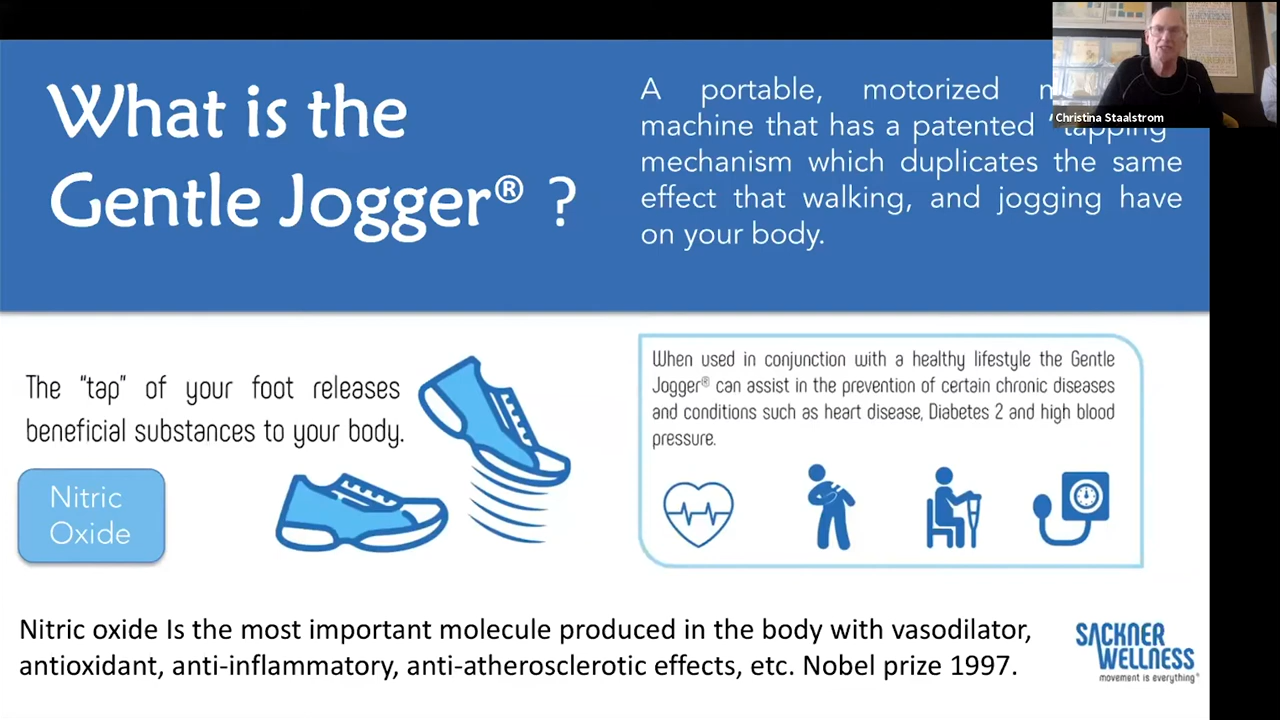 What is the
Gentle Jogger® ?
A portable, motorized
machine that has a patented "tapping"
mechanism which duplicates the same
effect that walking, and jogging have
on your body.
Christina Staalstrom
The “tap” of your foot releases
beneficial substances to your body.
Nitric
Oxide
When used in conjunction with a healthy lifestyle the Gentle
Jogger® can assist in the prevention of certain chronic diseases
and conditions such as heart disease, Diabetes 2 and high blood
pressure.
Nitric oxide Is the most important molecule produced in the body with vasodilator,
antioxidant, anti-inflammatory, anti-atherosclerotic effects, etc. Nobel prize 1997.
SACKNER
WELLNESS
movement is everything®